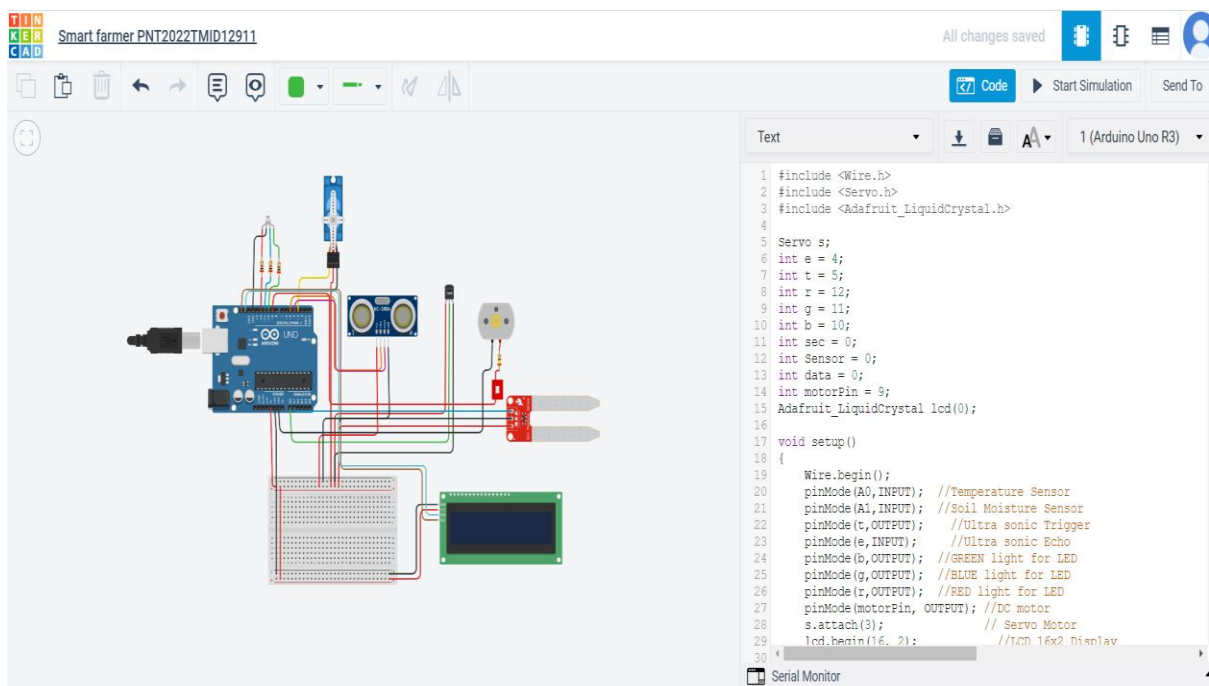 TIN
KER
CAD
Smart farmer PNT2022TMID12911
All changes saved
Code
Start Simulation
Send To
Text
1 (Arduino Uno R3)
1 #include <Wire.h>
2 #include <Servo.h>
3 #include <Adafruit_LiquidCrystal.h>
4
5 Servo s;
6 int e = 4;
7 int t = 5;
8 int r = 12;
9 int g = 11;
10 int b = 10;
11 int sec = 0;
12 int Sensor = 0;
13 int data = 0;
14 int motorPin = 9;
15 Adafruit_LiquidCrystal lcd(0);
16
17 void setup()
18 {
19 Wire.begin();
20 pinMode(A0,INPUT); //Temperature Sensor
21 pinMode(A1,INPUT); //Soil Moisture Sensor
22 pinMode(t,OUTPUT); //Ultra sonic Trigger
23 pinMode(e,INPUT); //Ultra sonic Echo
24 pinMode(b,OUTPUT); //GREEN light for LED
25 pinMode(g,OUTPUT); //BLUE light for LED
26 pinMode(r,OUTPUT); //RED light for LED
27 pinMode(motorPin, OUTPUT); //DC motor
28 s.attach(3); // Servo Motor
29 lcd.begin(16, 2); //LCD 16x2 Display
30
Serial Monitor
UNO
ARDUINO